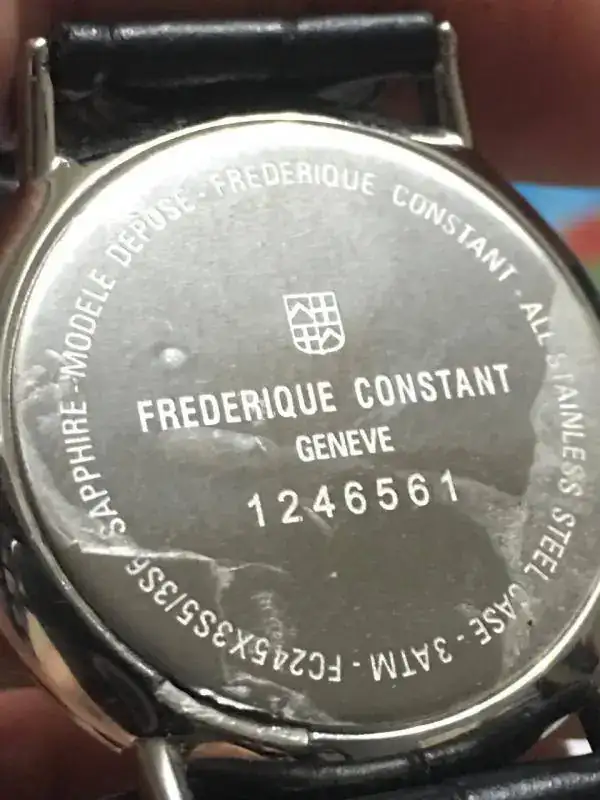 FREDERIQUE CONSTANT - ALL STAINLESS STEEL CASE - 3ATM - FC245X3S5/3S6 SAPPHIRE - MODELE DEPOSE -
FREDERIQUE CONSTANT
GENEVE
1246561